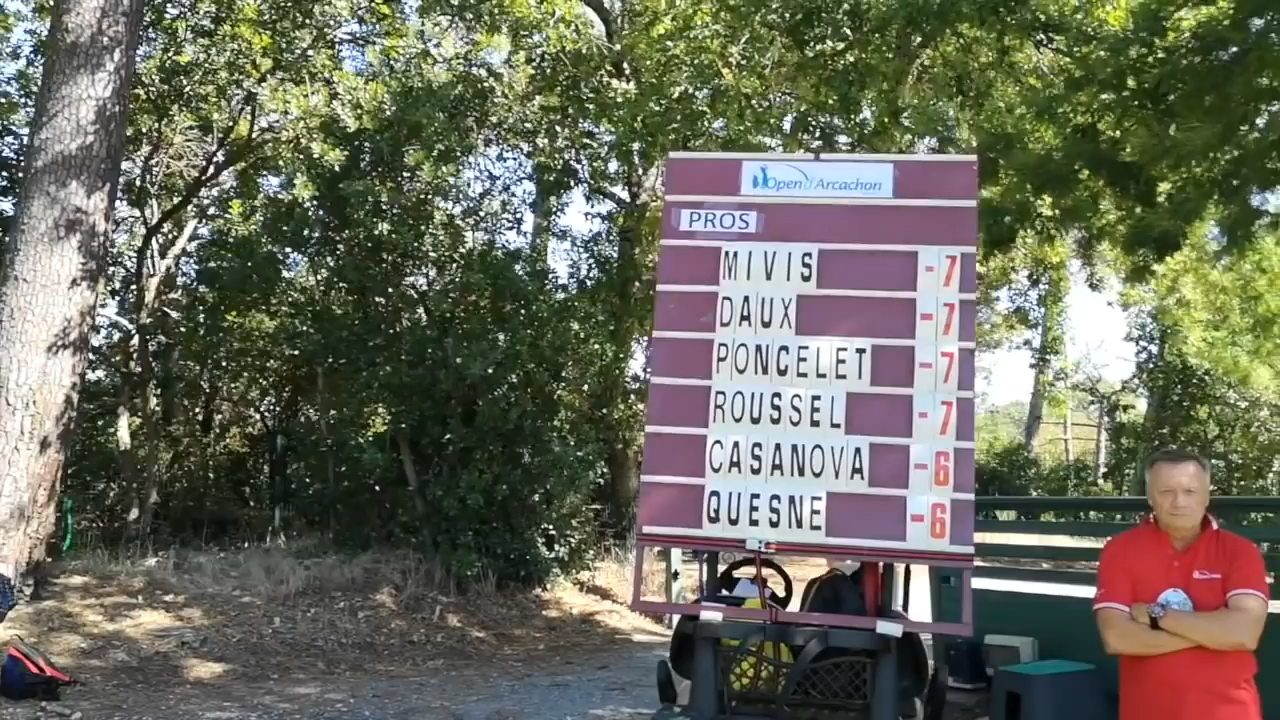 Open d'Arcachon
PROS
MIVIS -7
DAUX -7
PONCELET -7
ROUSSEL -7
CASANOVA -6
QUESNE -6